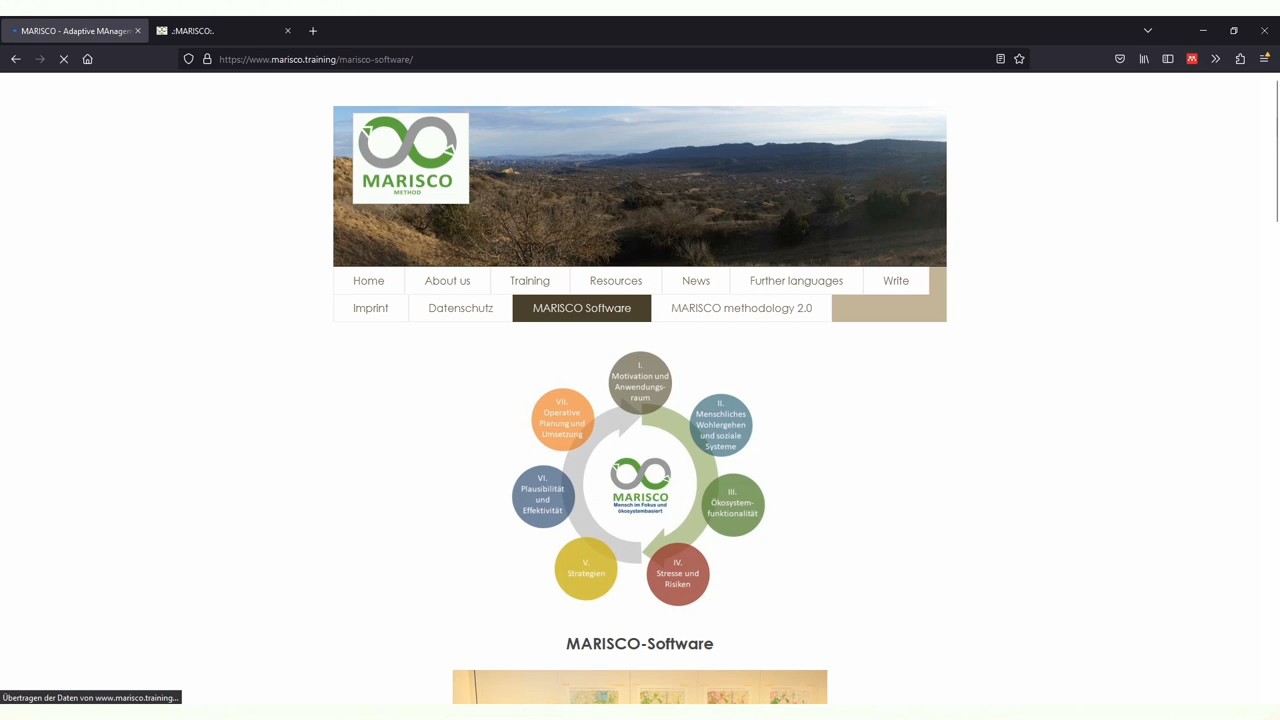 MARISCO - Adaptive MAnagem
.:MARISCO:.
https://www.marisco.training/marisco-software/
MARISCO
METHOD
Home
About us
Training
Resources
News
Further languages
Write
Imprint
Datenschutz
MARISCO Software
MARISCO methodology 2.0
I.
Motivation und
Anwendungs-
raum
II.
Menschliches
Wohlergehen
und soziale
Systeme
III.
Ökosystem-
funktionalität
IV.
Stresse und
Risiken
V.
Strategien
VI.
Plausibilität
und
Effektivität
VII.
Operative
Planung und
Umsetzung
MARISCO
Mensch im Fokus und
ökosystembasiert
MARISCO-Software
Übertragen der Daten von www.marisco.training...